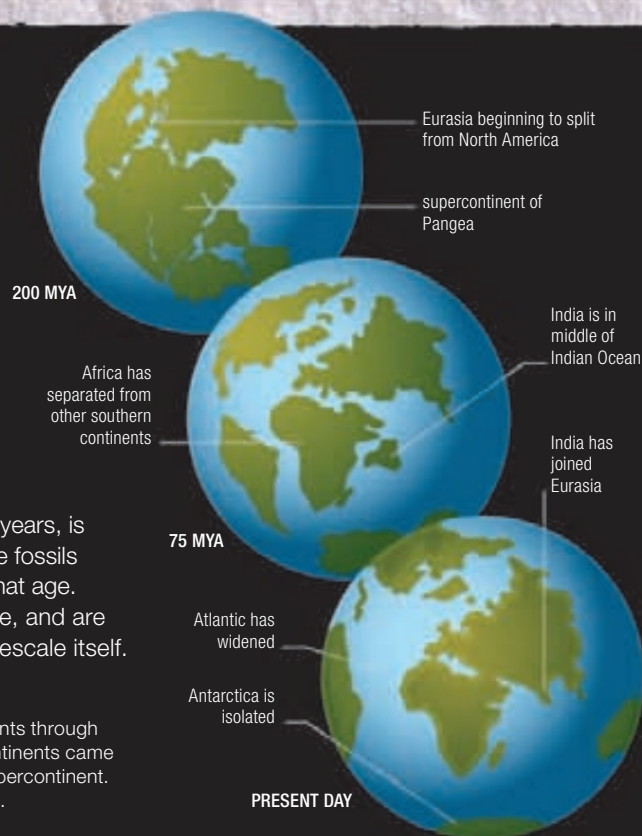 Eurasia beginning to split
from North America
supercontinent of
Pangea
200 MYA
India is in
middle of
Indian Ocean
Africa has
separated from
other southern
continents
India has
joined
Eurasia
75 MYA
years, is
e fossils
hat age.
e, and are
escale itself.
Atlantic has
widened
Antarctica is
isolated
nts through
tinents came
percontinent.
.
PRESENT DAY